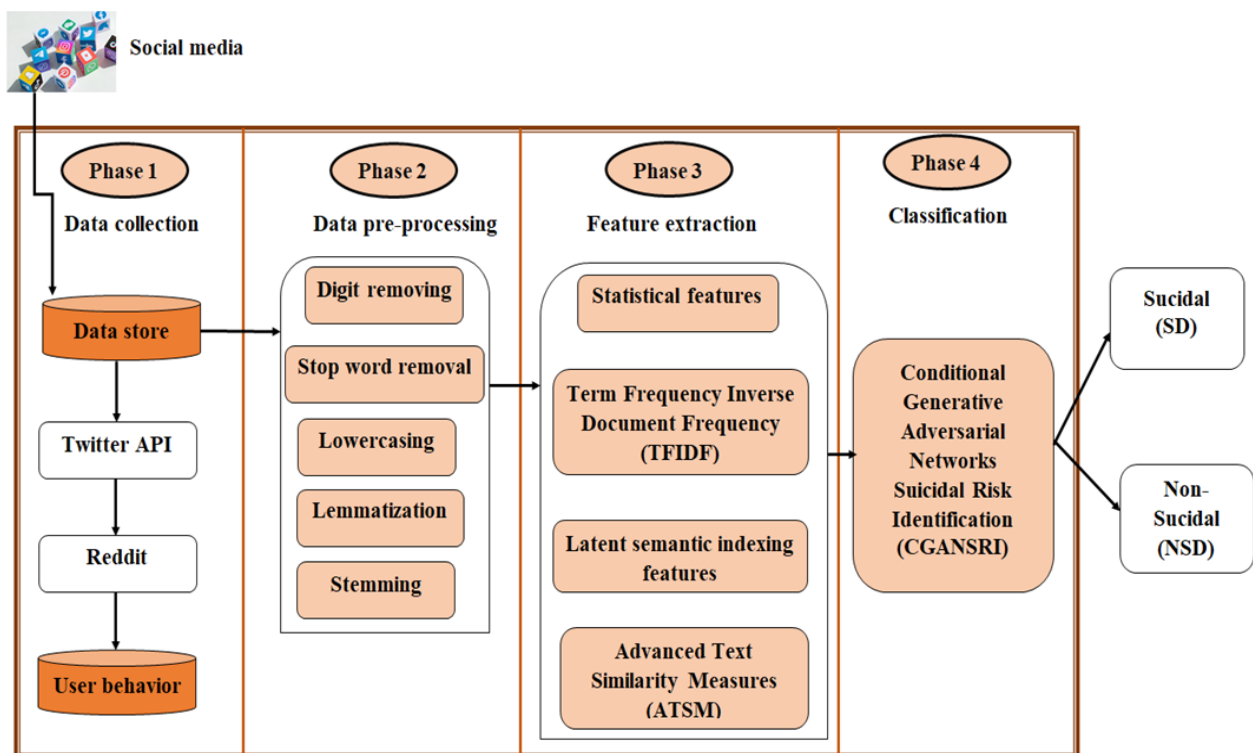 Social media
Phase 1
Data collection
Data store
Twitter API
Reddit
User behavior
Phase 2
Data pre-processing
Digit removing
Stop word removal
Lowercasing
Lemmatization
Stemming
Phase 3
Feature extraction
Statistical features
Term Frequency Inverse
Document Frequency
(TFIDF)
Latent semantic indexing
features
Advanced Text
Similarity Measures
(ATSM)
Phase 4
Classification
Conditional
Generative
Adversarial
Networks
Suicidal Risk
Identification
(CGANSRI)
Sucidal
(SD)
Non-
Sucidal
(NSD)